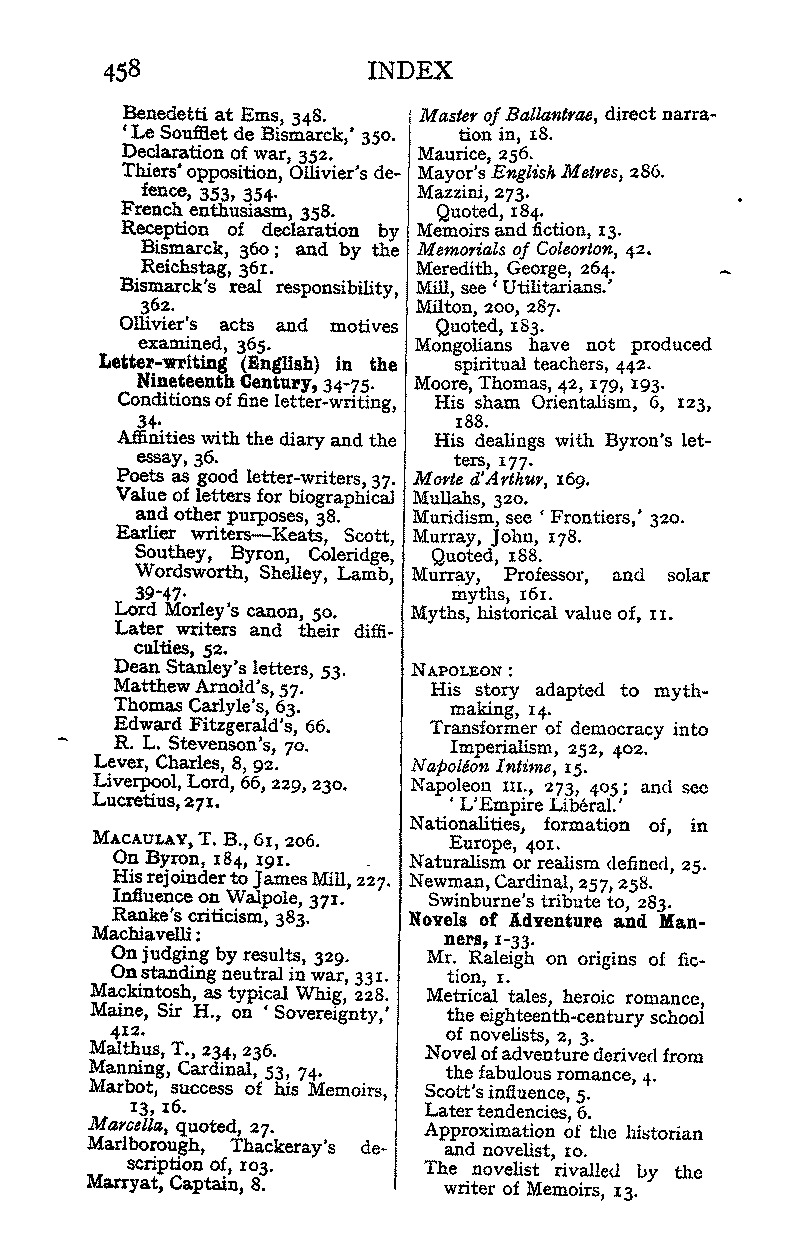 458
INDEX
Benedetti at Ems, 348.
‘Le Soufflet de Bismarck,’ 350.
Declaration of war, 352.
Thiers’ opposition, Ollivier’s de-
fence, 353, 354.
French enthusiasm, 358.
Reception of declaration by
Bismarck, 360; and by the
Reichstag, 361.
Bismarck’s real responsibility,
362.
Ollivier’s acts and motives
examined, 365.
Letter-writing (English) in the
Nineteenth Century, 34-75.
Conditions of fine letter-writing,
34.
Affinities with the diary and the
essay, 36.
Poets as good letter-writers, 37.
Value of letters for biographical
and other purposes, 38.
Earlier writers—Keats, Scott,
Southey, Byron, Coleridge,
Wordsworth, Shelley, Lamb,
39-47.
Lord Morley’s canon, 50.
Later writers and their diffi-
culties, 52.
Dean Stanley’s letters, 53.
Matthew Arnold’s, 57.
Thomas Carlyle’s, 63.
Edward Fitzgerald’s, 66.
R. L. Stevenson’s, 70.
Lever, Charles, 8, 92.
Liverpool, Lord, 66, 229, 230.
Lucretius, 271.
MACAULAY, T. B., 61, 206.
On Byron, 184, 191.
His rejoinder to James Mill, 227.
Influence on Walpole, 371.
Ranke’s criticism, 383.
Machiavelli:
On judging by results, 329.
On standing neutral in war, 331.
Mackintosh, as typical Whig, 228.
Maine, Sir H., on ‘Sovereignty,’
412.
Malthus, T., 234, 236.
Manning, Cardinal, 53, 74.
Marbot, success of his Memoirs,
13, 16.
Marcella, quoted, 27.
Marlborough, Thackeray’s de-
scription of, 103.
Marryat, Captain, 8.
Master of Ballantrae, direct narra-
tion in, 18.
Maurice, 256.
Mayor’s English Metres, 286.
Mazzini, 273.
Quoted, 184.
Memoirs and fiction, 13.
Memorials of Coleorton, 42.
Meredith, George, 264.
Mill, see ‘Utilitarians.’
Milton, 200, 287.
Quoted, 183.
Mongolians have not produced
spiritual teachers, 442.
Moore, Thomas, 42, 179, 193.
His sham Orientalism, 6, 123,
188.
His dealings with Byron’s let-
ters, 177.
Morte d’Arthur, 169.
Mullahs, 320.
Muridism, see ‘Frontiers,’ 320.
Murray, John, 178.
Quoted, 188.
Murray, Professor, and solar
myths, 161.
Myths, historical value of, 11.
NAPOLEON:
His story adapted to myth-
making, 14.
Transformer of democracy into
Imperialism, 252, 402.
Napoléon Intime, 15.
Napoleon III., 273, 405; and see
‘L’Empire Libéral.’
Nationalities, formation of, in
Europe, 401.
Naturalism or realism defined, 25.
Newman, Cardinal, 257, 258.
Swinburne’s tribute to, 283.
Novels of Adventure and Man-
ners, 1-33.
Mr. Raleigh on origins of fic-
tion, 1.
Metrical tales, heroic romance,
the eighteenth-century school
of novelists, 2, 3.
Novel of adventure derived from
the fabulous romance, 4.
Scott’s influence, 5.
Later tendencies, 6.
Approximation of the historian
and novelist, 10.
The novelist rivalled by the
writer of Memoirs, 13.